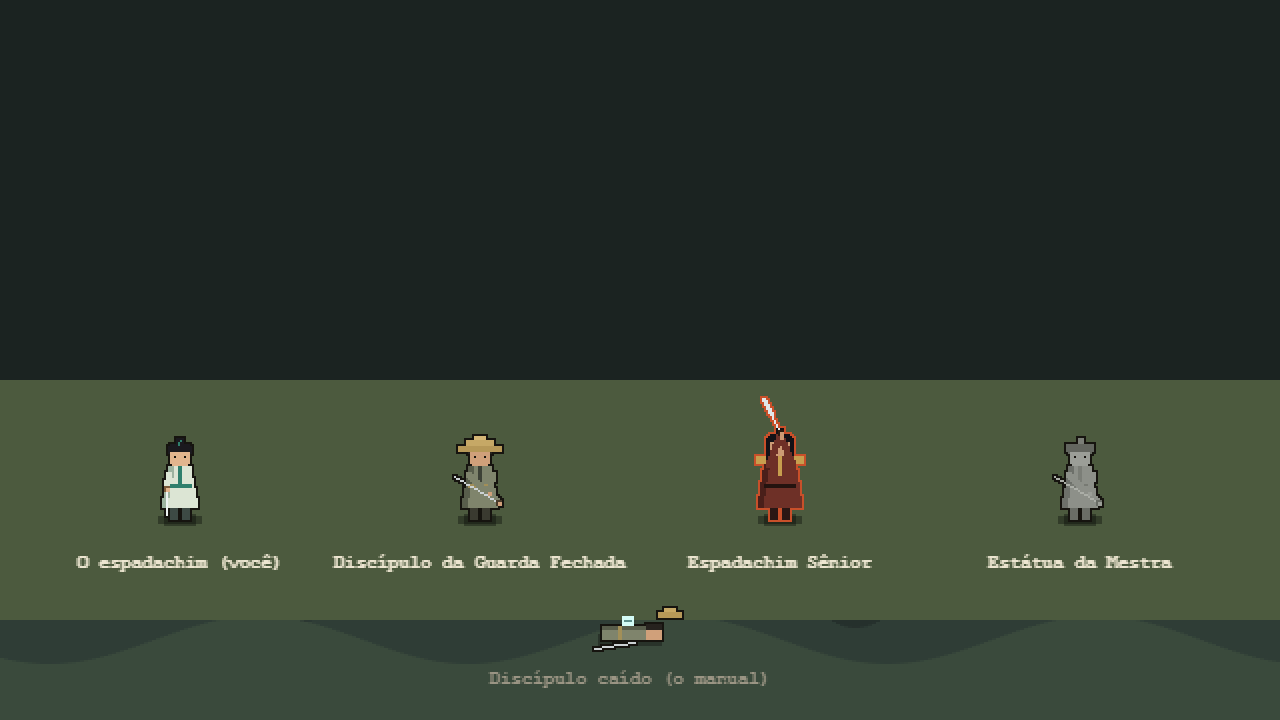 O espadachim (você)
Discípulo da Guarda Fechada
Espadachim Sênior
Estátua da Mestra
Discípulo caído (o manual)